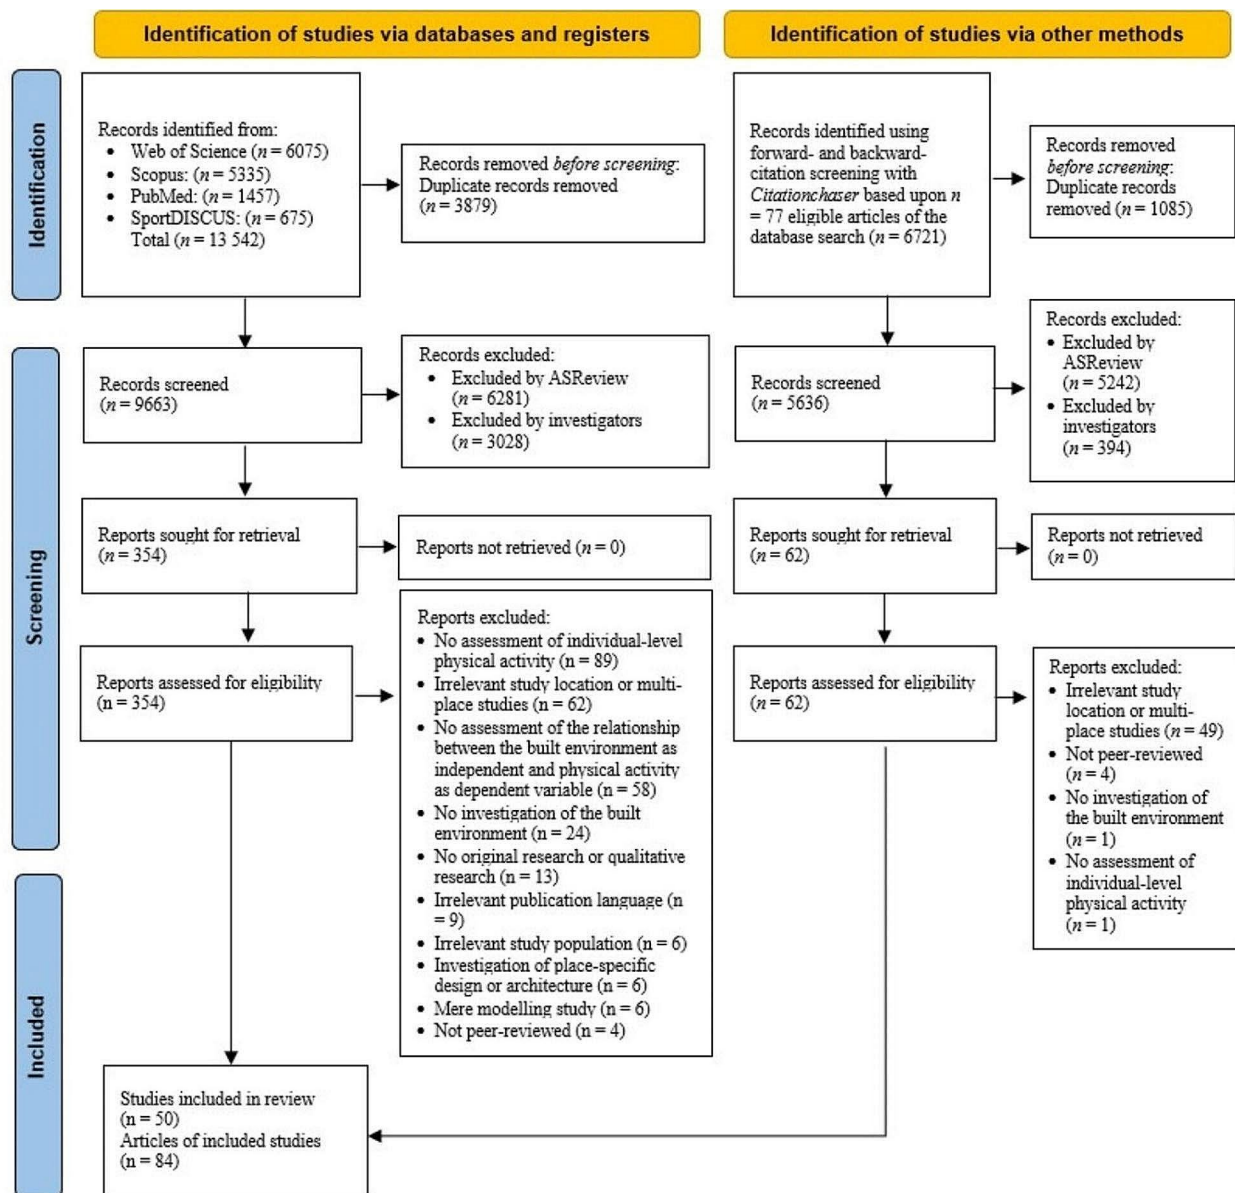 Identification of studies via databases and registers
Identification of studies via other methods
Identification
Records identified from:
• Web of Science (n = 6075)
• Scopus: (n = 5335)
• PubMed: (n = 1457)
• SportDISCUS: (n = 675)
Total (n = 13 542)
Records removed before screening:
Duplicate records removed
(n = 3879)
Records identified using
forward- and backward-
citation screening with
Citationchaser based upon n
= 77 eligible articles of the
database search (n = 6721)
Records removed
before screening:
Duplicate records
removed (n = 1085)
Screening
Records screened
(n = 9663)
Records excluded:
• Excluded by ASReview
(n = 6281)
• Excluded by investigators
(n = 3028)
Records screened
(n = 5636)
Records excluded:
• Excluded by
ASReview
(n = 5242)
• Excluded by
investigators
(n = 394)
Reports sought for retrieval
(n = 354)
Reports not retrieved (n = 0)
Reports sought for retrieval
(n = 62)
Reports not retrieved
(n = 0)
Reports assessed for eligibility
(n = 354)
Reports excluded:
• No assessment of individual-level
physical activity (n = 89)
• Irrelevant study location or multi-
place studies (n = 62)
• No assessment of the relationship
between the built environment as
independent and physical activity
as dependent variable (n = 58)
• No investigation of the built
environment (n = 24)
• No original research or qualitative
research (n = 13)
• Irrelevant publication language (n
= 9)
• Irrelevant study population (n = 6)
• Investigation of place-specific
design or architecture (n = 6)
• Mere modelling study (n = 6)
• Not peer-reviewed (n = 4)
Reports assessed for eligibility
(n = 62)
Reports excluded:
• Irrelevant study
location or multi-
place studies (n = 49)
• Not peer-reviewed
(n = 4)
• No investigation of
the built environment
(n = 1)
• No assessment of
individual-level
physical activity
(n = 1)
Included
Studies included in review
(n = 50)
Articles of included studies
(n = 84)